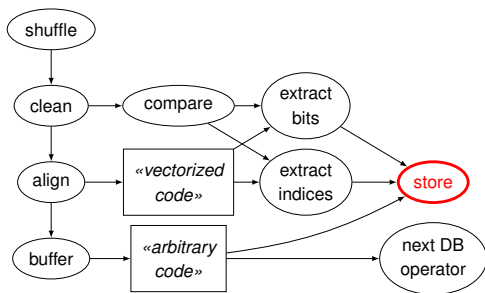 shuffle
clean
compare
extract
bits
align
«vectorized
code»
extract
indices
store
buffer
«arbitrary
code»
next DB
operator